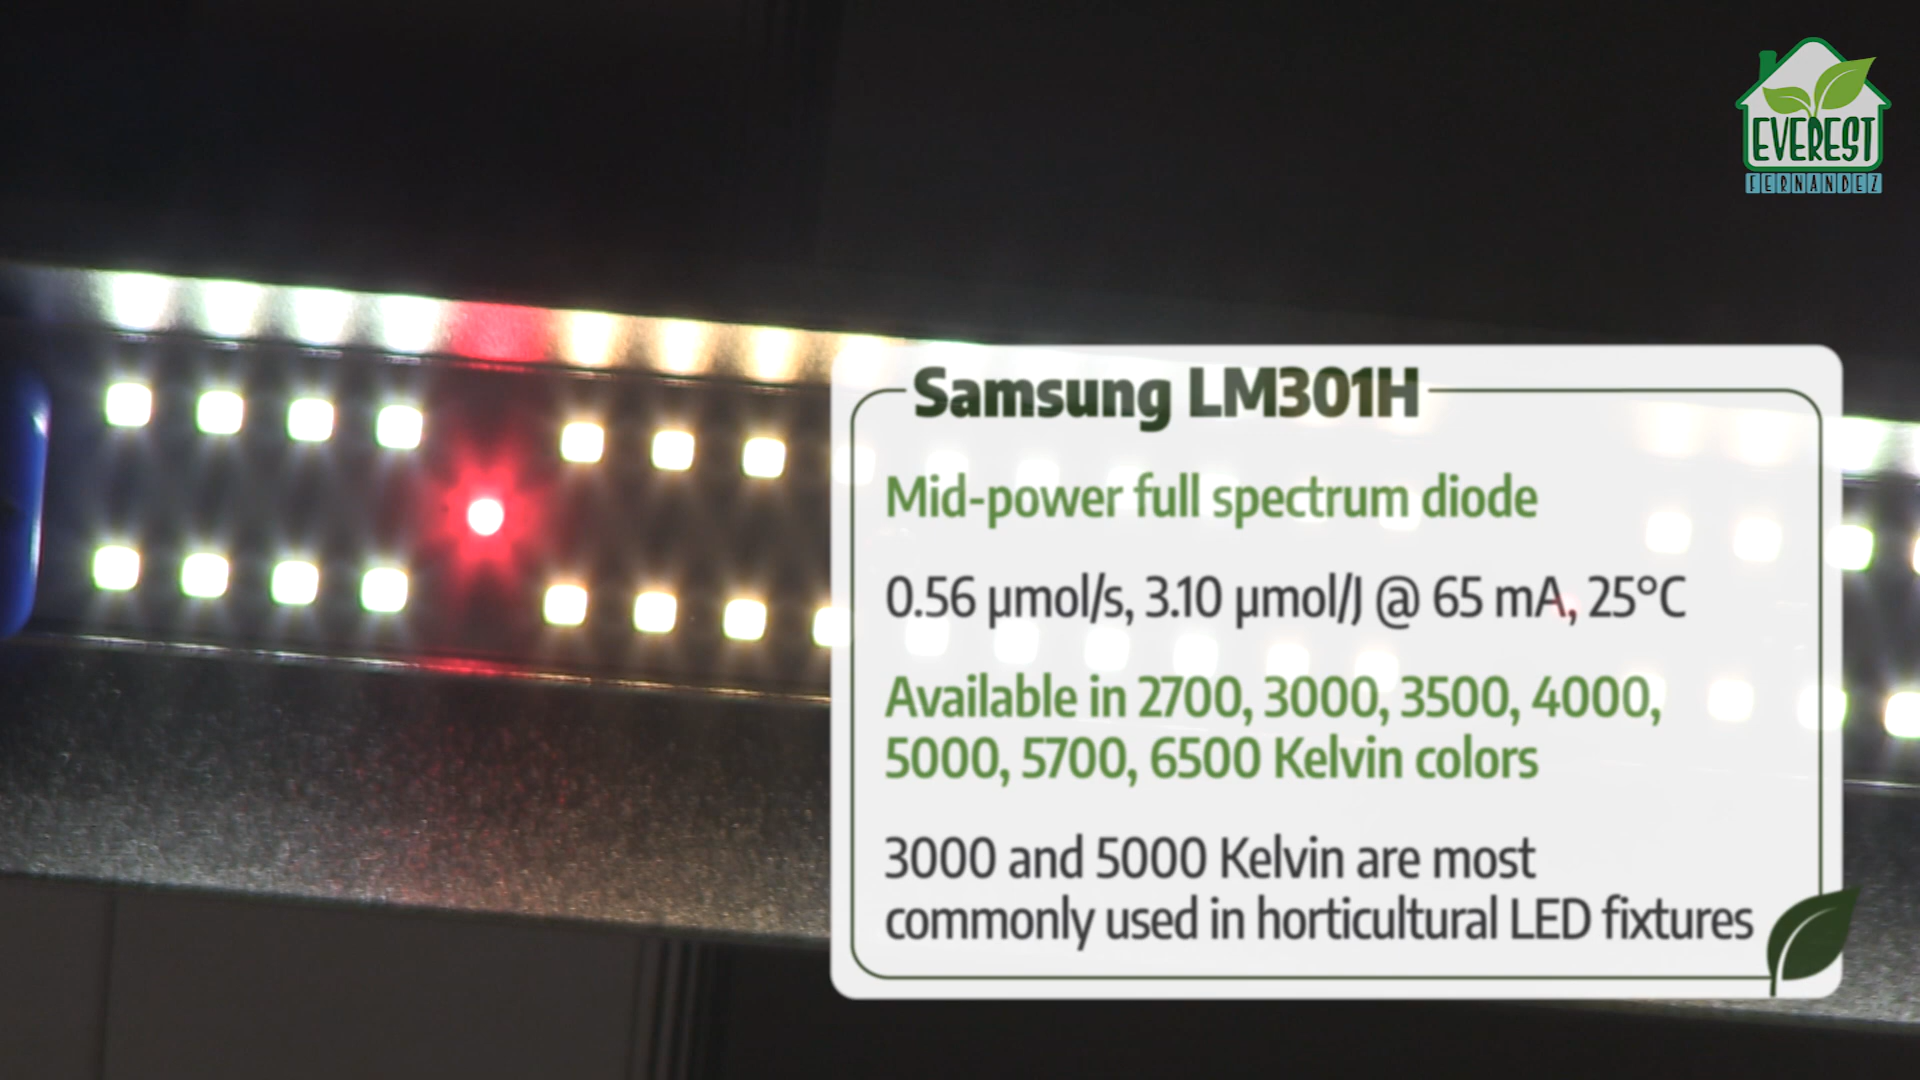 EVEREST
FERNANDEZ
Samsung LM301H
Mid-power full spectrum diode
0.56 µmol/s, 3.10 µmol/J @ 65 mA, 25°C
Available in 2700, 3000, 3500, 4000,
5000, 5700, 6500 Kelvin colors
3000 and 5000 Kelvin are most
commonly used in horticultural LED fixtures